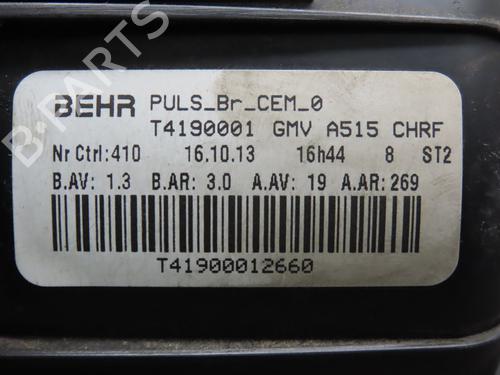 BEHR PULS_Br_CEM_0
T4190001 GMV A515 CHRF
Nr Ctrl:410 16.10.13 16h44 8 ST2
B.AV: 1.3 B.AR: 3.0 A.AV: 19 A.AR:269
T41900012660
B-PARTS